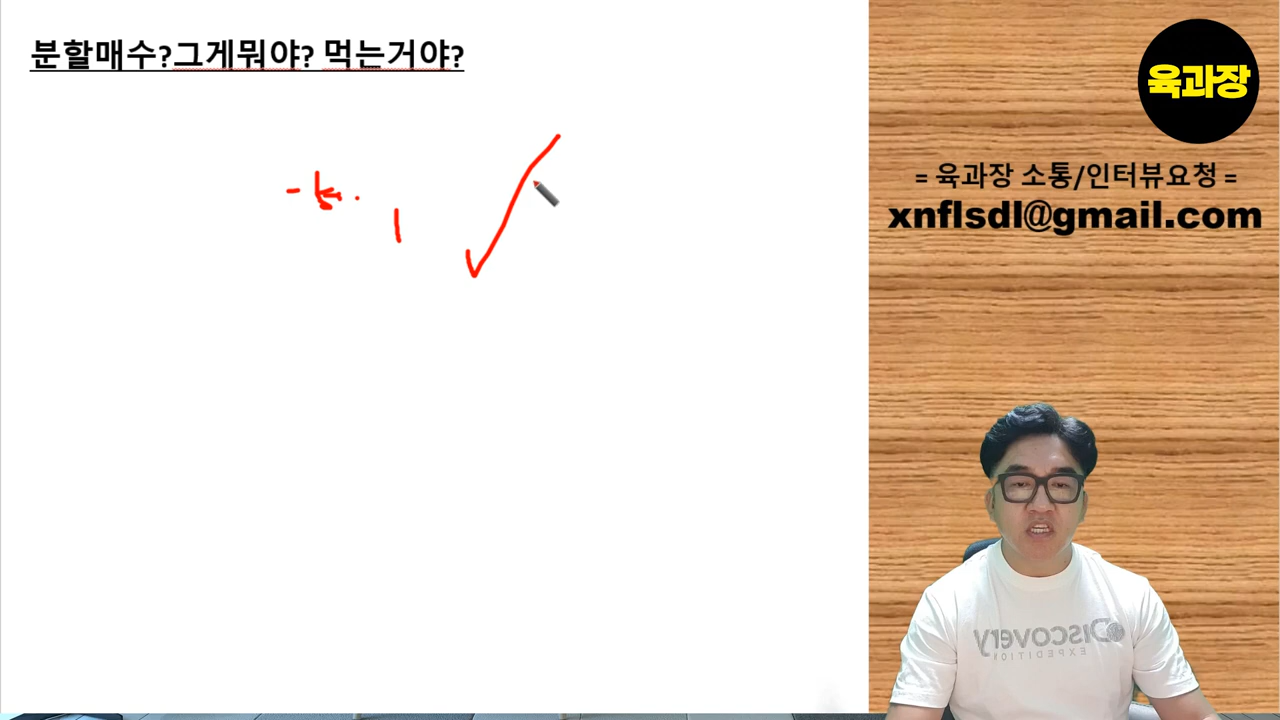 분할매수?그게뭐야? 먹는거야?
육과장
= 육과장 소통/인터뷰요청 =
xnflsdl@gmail.com
Discovery
EXPEDITION